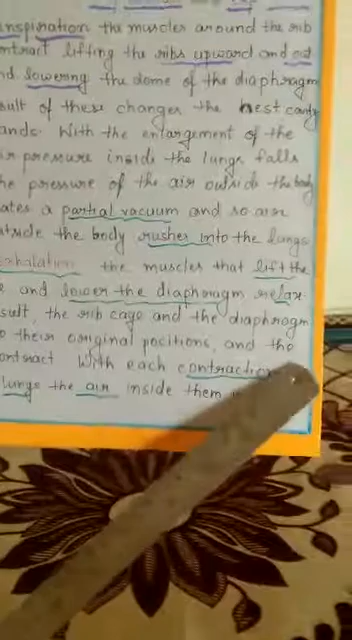 inspiration the muscles around the rib
ontract lifting the ribs upward and out
nd lowering the dome of the diaphragm
sult of these changes the hest cavity
ands. With the enlargement of the
ir pressure inside the lungs falls
he pressure of the air outside the body
ates a partial vacuum and so air
utside the body rushes into the lungs
exhalation the muscles that lift the
e and lower the diaphragm relax.
sult, the rib cage and the diaphragm
o their original positions, and the
ontract With each contraction
lungs the air inside them